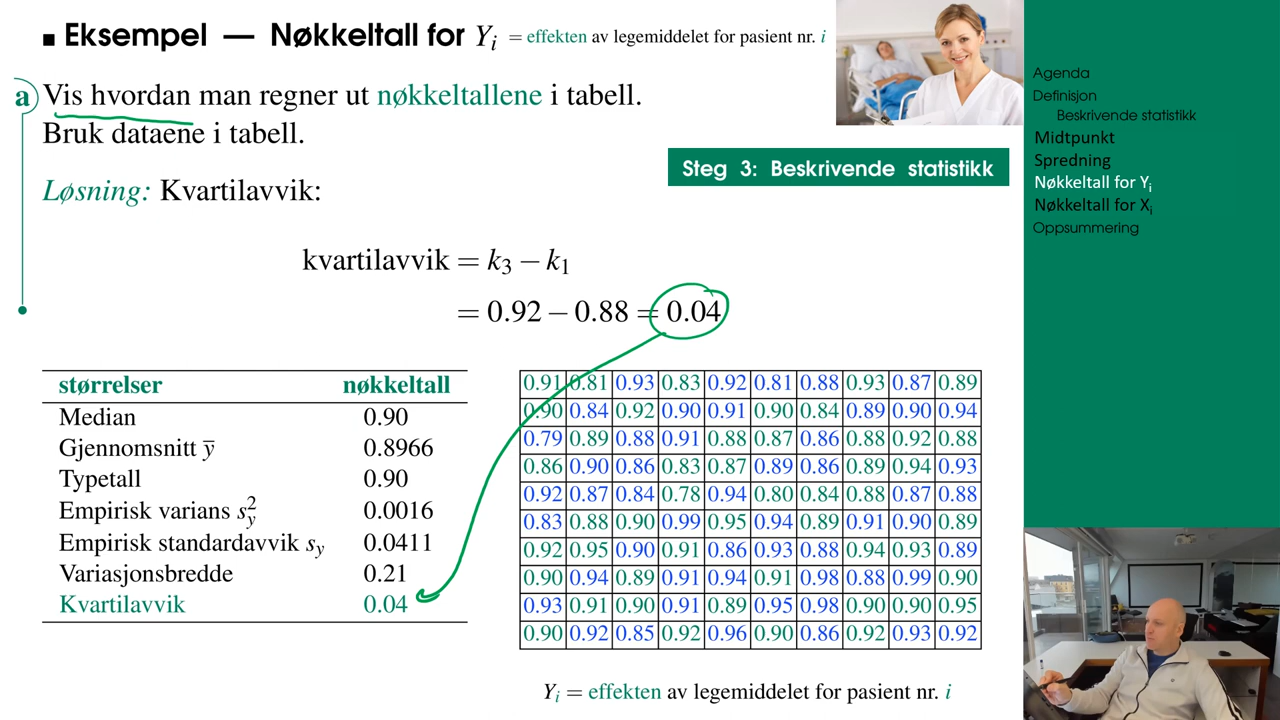 Eksempel — Nøkkeltall for Yᵢ = effekten av legemiddelet for pasient nr. i
a Vis hvordan man regner ut nøkkeltallene i tabell.
Bruk dataene i tabell.
Steg 3: Beskrivende statistikk
Løsning: Kvartilavvik:
kvartilavvik = k₃ − k₁
= 0.92 − 0.88 = 0.04
størrelser nøkkeltall
Median 0.90
Gjennomsnitt y̅ 0.8966
Typetall 0.90
Empirisk varians s²y 0.0016
Empirisk standardavvik sy 0.0411
Variasjonsbredde 0.21
Kvartilavvik 0.04
0.91 0.81 0.93 0.83 0.92 0.81 0.88 0.93 0.87 0.89
0.90 0.84 0.92 0.90 0.91 0.90 0.84 0.89 0.90 0.94
0.79 0.89 0.88 0.91 0.88 0.87 0.86 0.88 0.92 0.88
0.86 0.90 0.86 0.83 0.87 0.89 0.86 0.89 0.94 0.93
0.92 0.87 0.84 0.78 0.94 0.80 0.84 0.88 0.87 0.88
0.83 0.88 0.90 0.99 0.95 0.94 0.89 0.91 0.90 0.89
0.92 0.95 0.90 0.91 0.86 0.93 0.88 0.94 0.93 0.89
0.90 0.94 0.89 0.91 0.94 0.91 0.98 0.88 0.99 0.90
0.93 0.91 0.90 0.91 0.89 0.95 0.98 0.90 0.90 0.95
0.90 0.92 0.85 0.92 0.96 0.90 0.86 0.92 0.93 0.92
Yᵢ = effekten av legemiddelet for pasient nr. i
Agenda
Definisjon
Beskrivende statistikk
Midtpunkt
Spredning
Nøkkeltall for Yᵢ
Nøkkeltall for Xᵢ
Oppsummering